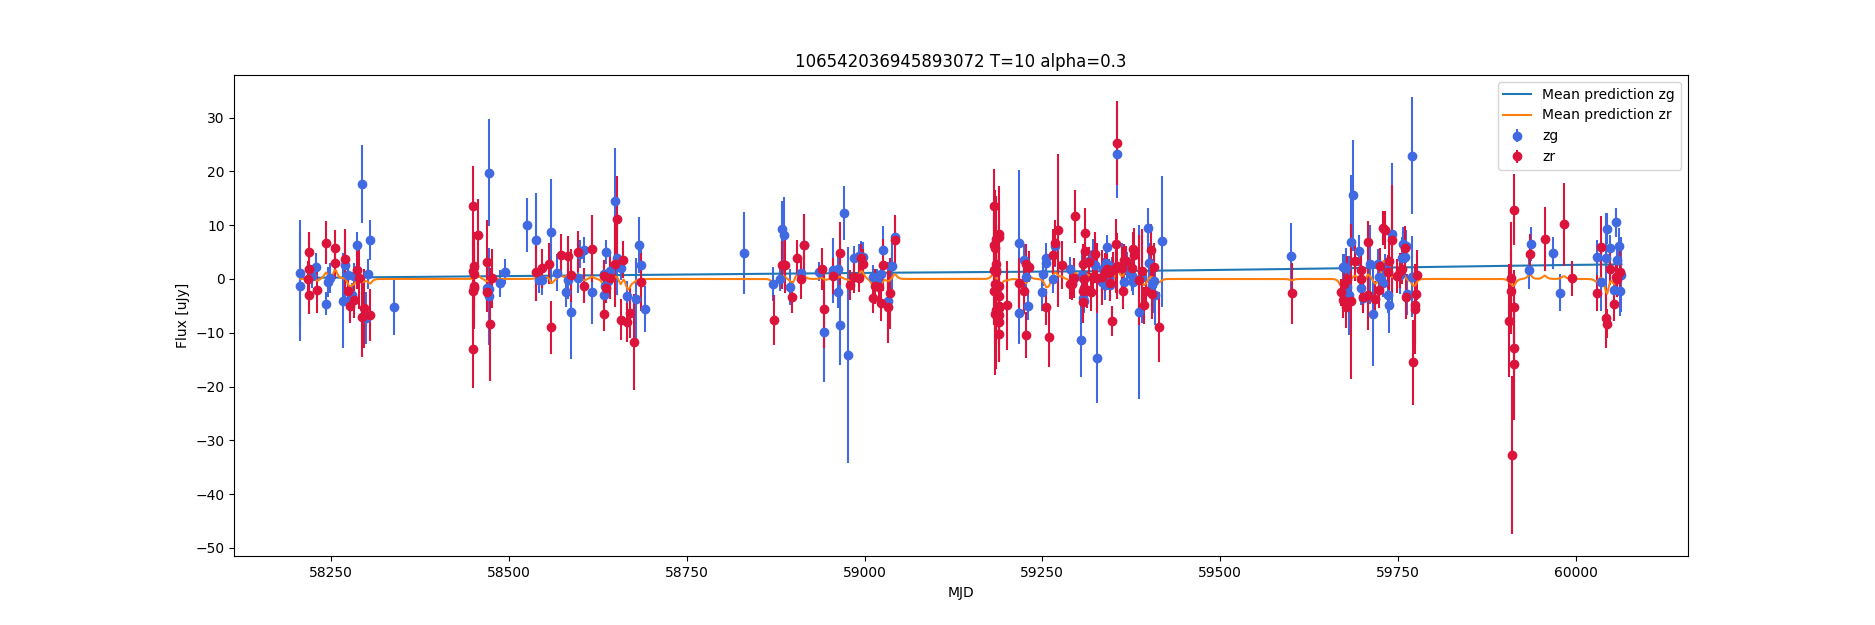 106542036945893072 T=10 alpha=0.3
Mean prediction zg
Mean prediction zr
zg
zr
Flux [uJy]
30
20
10
0
−10
−20
−30
−40
−50
58250 58500 58750 59000 59250 59500 59750 60000
MJD